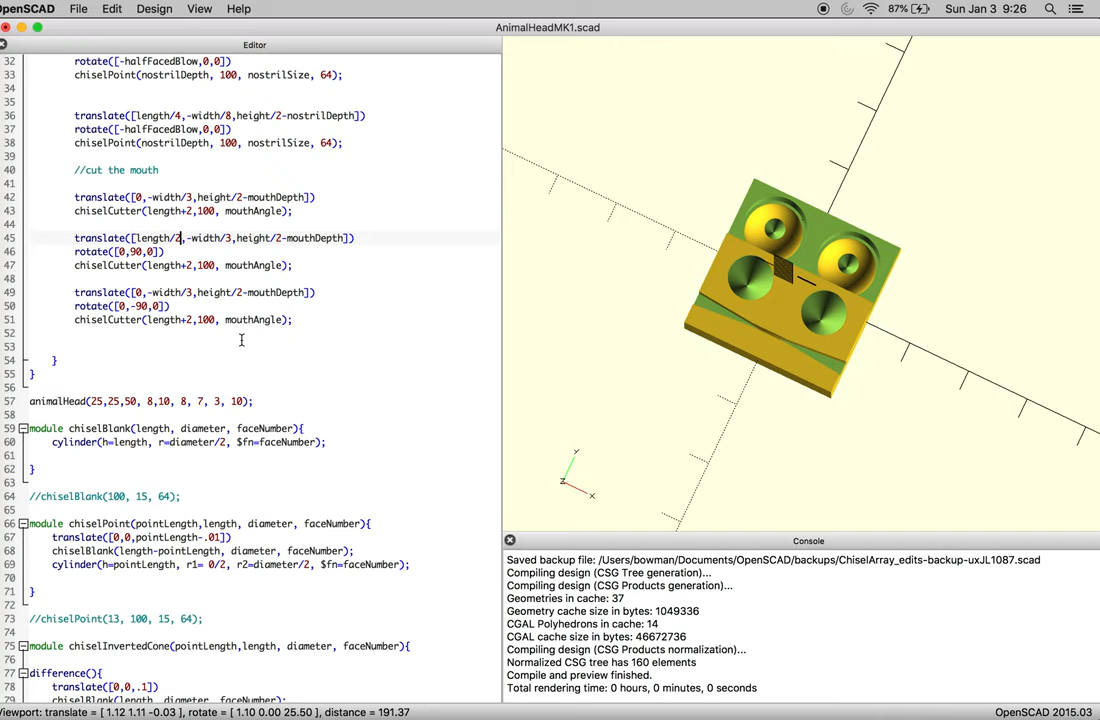 OpenSCAD File Edit Design View Help 87% Sun Jan 3 9:26
AnimalHeadMK1.scad
Editor
32 rotate([-halfFacedBlow,0,0])
33 chiselPoint(nostrilDepth, 100, nostrilSize, 64);
34
35
36 translate([length/4,-width/8,height/2-nostrilDepth])
37 rotate([-halfFacedBlow,0,0])
38 chiselPoint(nostrilDepth, 100, nostrilSize, 64);
39
40 //cut the mouth
41
42 translate([0,-width/3,height/2-mouthDepth])
43 chiselCutter(length+2,100, mouthAngle);
44
45 translate([length/2,-width/3,height/2-mouthDepth])
46 rotate([0,90,0])
47 chiselCutter(length+2,100, mouthAngle);
48
49 translate([0,-width/3,height/2-mouthDepth])
50 rotate([0,-90,0])
51 chiselCutter(length+2,100, mouthAngle);
52
53
54 }
55 }
56
57 animalHead(25,25,50, 8,10, 8, 7, 3, 10);
58
59 module chiselBlank(length, diameter, faceNumber){
60 cylinder(h=length, r=diameter/2, $fn=faceNumber);
61
62 }
63
64 //chiselBlank(100, 15, 64);
65
66 module chiselPoint(pointLength,length, diameter, faceNumber){
67 translate([0,0,pointLength-.01])
68 chiselBlank(length-pointLength, diameter, faceNumber);
69 cylinder(h=pointLength, r1= 0/2, r2=diameter/2, $fn=faceNumber);
70
71 }
72
73 //chiselPoint(13, 100, 15, 64);
74
75 module chiselInvertedCone(pointLength,length, diameter, faceNumber){
76
77 difference(){
78 translate([0,0,.1])
79 chiselBlank(length, diameter, faceNumber);
Y
Z
X
Console
Saved backup file: /Users/bowman/Documents/OpenSCAD/backups/ChiselArray_edits-backup-uxJL1087.scad
Compiling design (CSG Tree generation)...
Compiling design (CSG Products generation)...
Geometries in cache: 37
Geometry cache size in bytes: 1049336
CGAL Polyhedrons in cache: 14
CGAL cache size in bytes: 46672736
Compiling design (CSG Products normalization)...
Normalized CSG tree has 160 elements
Compile and preview finished.
Total rendering time: 0 hours, 0 minutes, 0 seconds
Viewport: translate = [ 1.12 1.11 -0.03 ], rotate = [ 1.10 0.00 25.50 ], distance = 191.37
OpenSCAD 2015.03